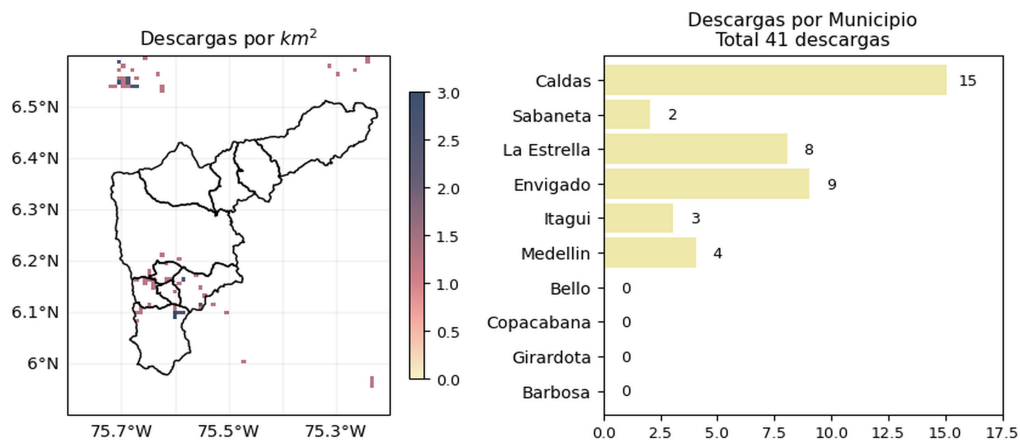 Descargas por km²
6.5°N
6.4°N
6.3°N
6.2°N
6.1°N
6°N
75.7°W
75.5°W
75.3°W
3.0
2.5
2.0
1.5
1.0
0.5
0.0
Descargas por Municipio
Total 41 descargas
Caldas 15
Sabaneta 2
La Estrella 8
Envigado 9
Itagui 3
Medellin 4
Bello 0
Copacabana 0
Girardota 0
Barbosa 0
0.0 2.5 5.0 7.5 10.0 12.5 15.0 17.5